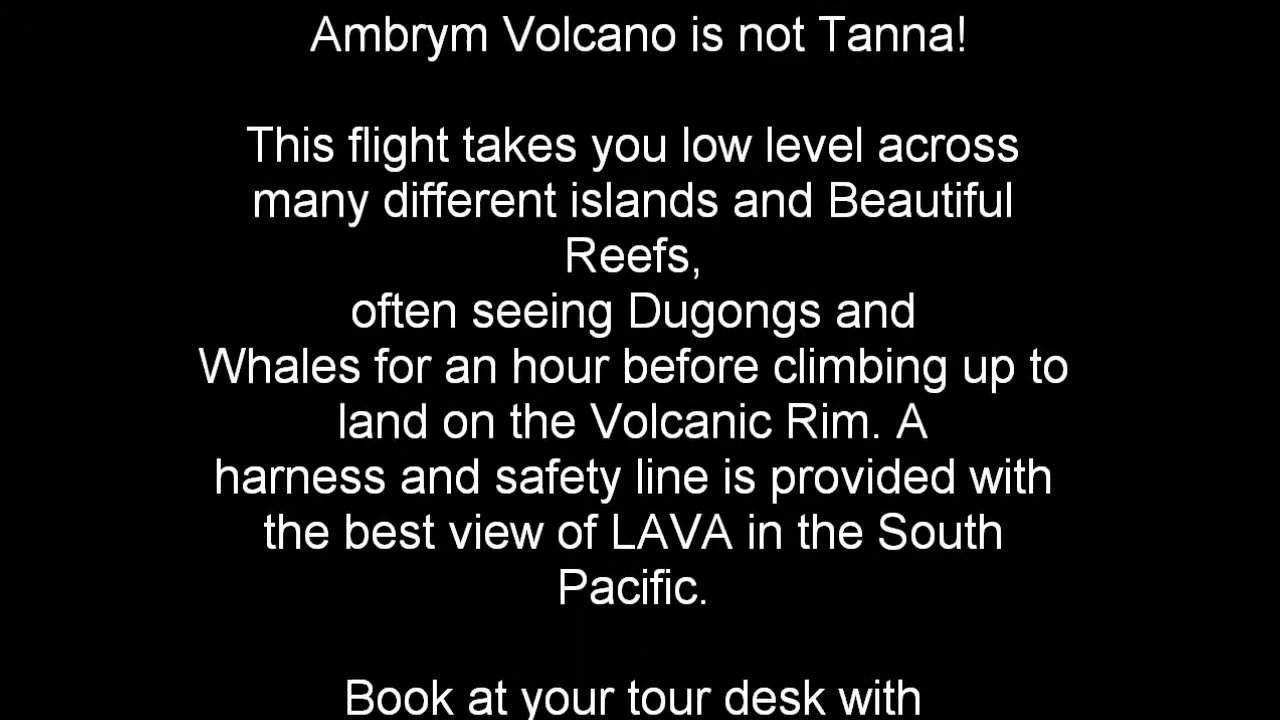 Ambrym Volcano is not Tanna!
This flight takes you low level across
many different islands and Beautiful
Reefs,
often seeing Dugongs and
Whales for an hour before climbing up to
land on the Volcanic Rim. A
harness and safety line is provided with
the best view of LAVA in the South
Pacific.
Book at your tour desk with